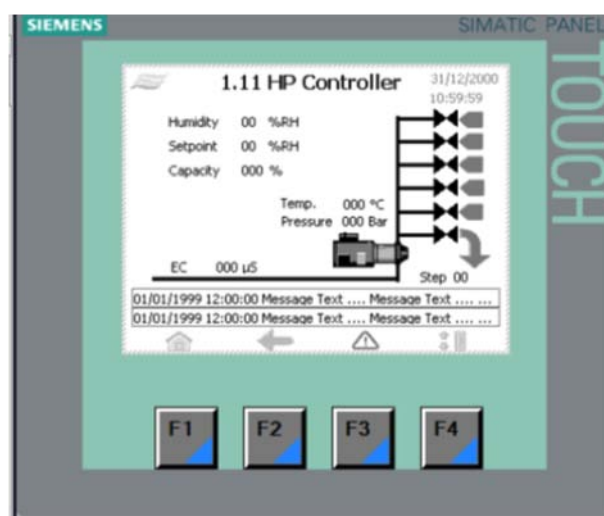 SIEMENS
SIMATIC PANEL
TOUCH
1.11 HP Controller
31/12/2000
10:59:59
Humidity 00 %RH
Setpoint 00 %RH
Capacity 000 %
Temp. 000 °C
Pressure 000 Bar
EC 000 µS
Step 00
01/01/1999 12:00:00 Message Text .... Message Text .... ...
01/01/1999 12:00:00 Message Text .... Message Text .... ...
F1 F2 F3 F4